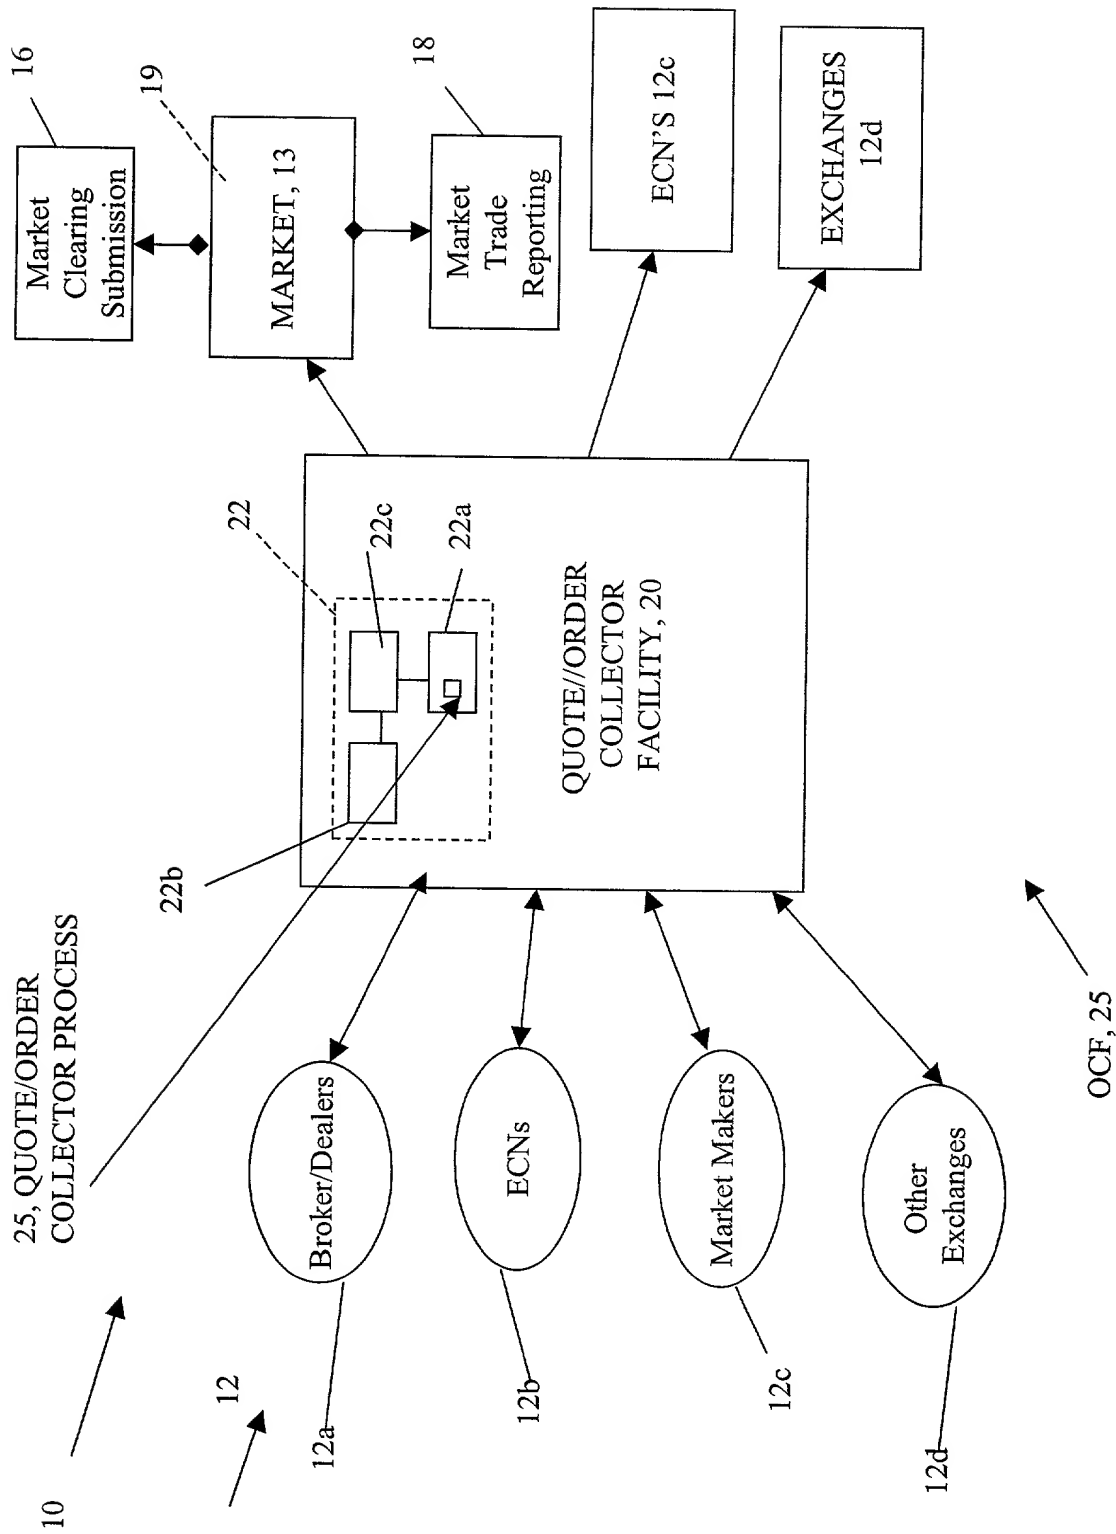 10
25, QUOTE/ORDER
COLLECTOR PROCESS
12
12a
Broker/Dealers
12b
ECNs
12c
Market Makers
12d
Other
Exchanges
22b
22
22c
22a
QUOTE//ORDER
COLLECTOR
FACILITY, 20
16
Market
Clearing
Submission
19
MARKET, 13
18
Market
Trade
Reporting
ECN'S 12c
EXCHANGES
12d
OCF, 25